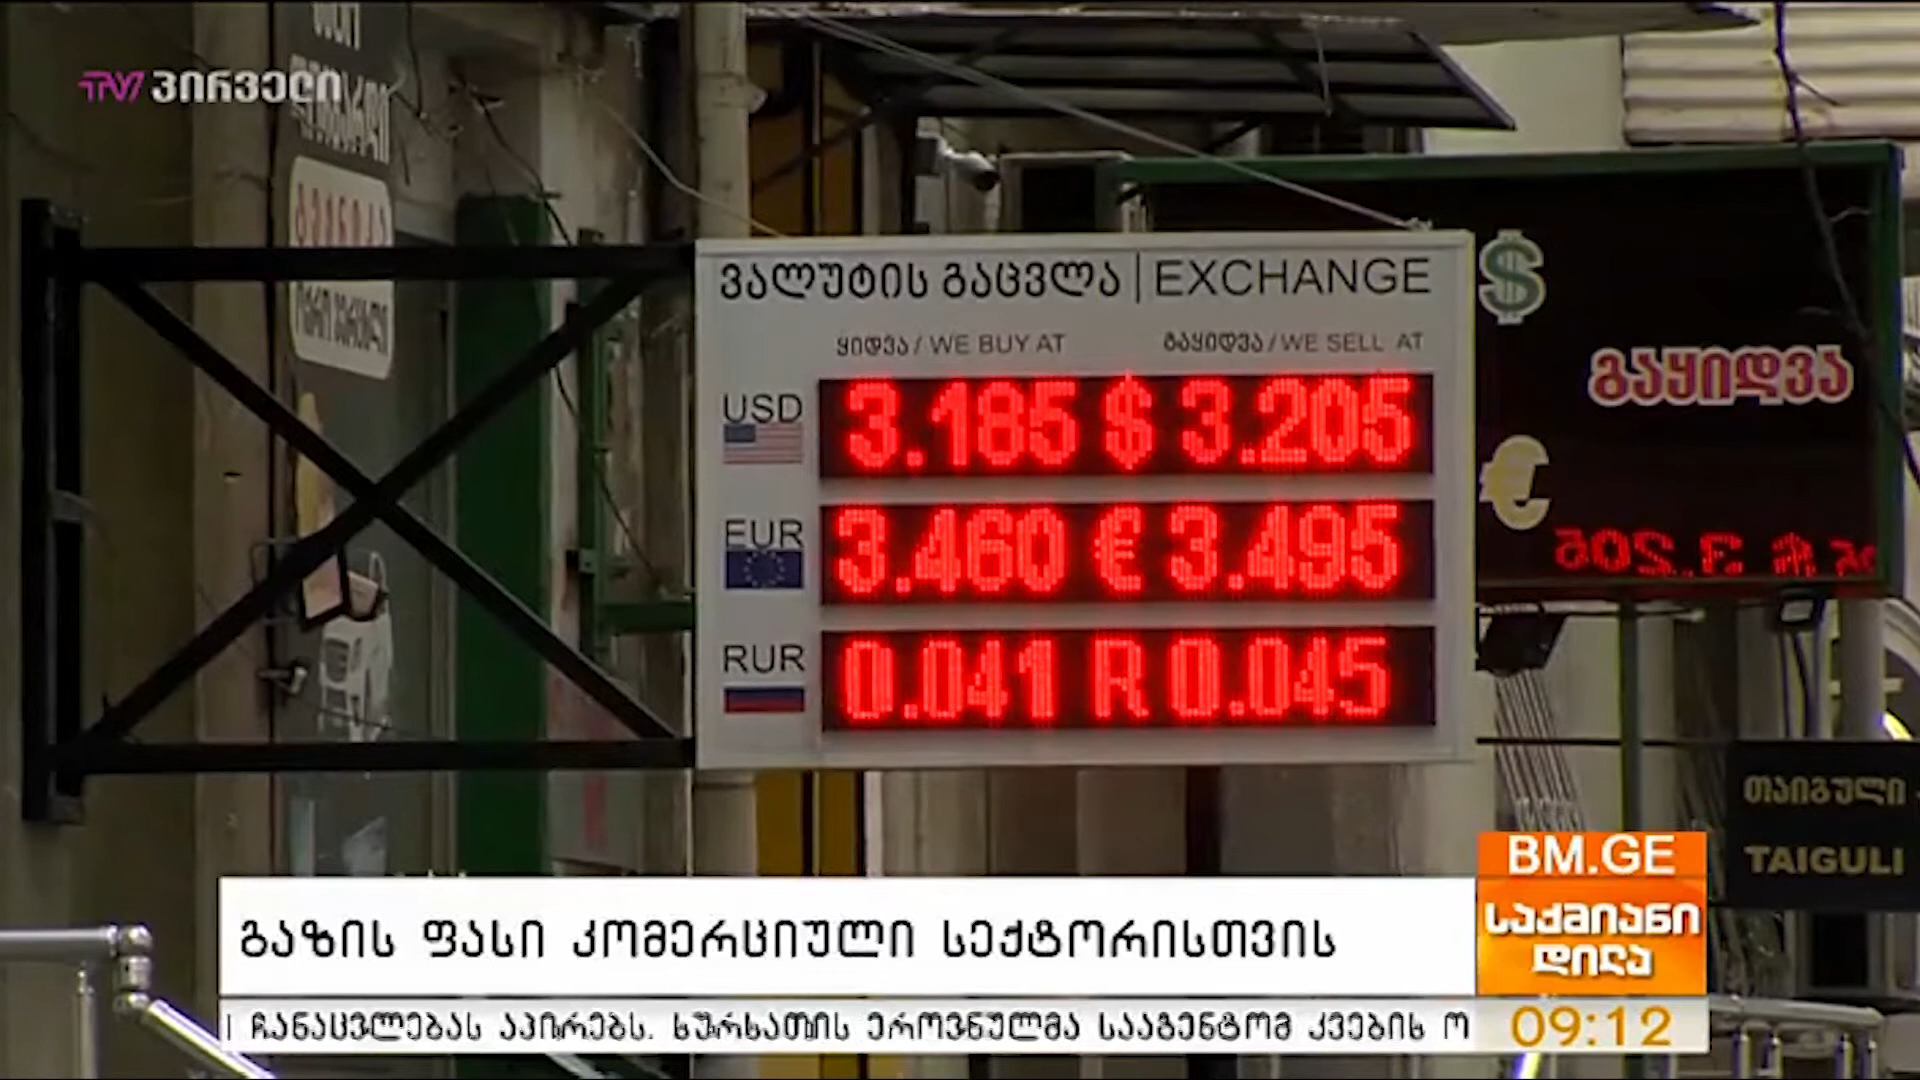 TV პირველი
ვალუტის გაცვლა | EXCHANGE
ყიდვა / WE BUY AT
გაყიდვა / WE SELL AT
USD 3.185 $ 3.205
EUR 3.460 € 3.495
RUR 0.041 R 0.045
$
გაყიდვა
€
თაიგული
TAIGULI
BM.GE
საქმიანი
დილა
გაზის ფასი კომერციული სექტორისთვის
ჩანაცვლებას აპირებს. სურსათის ეროვნულმა სააგენტომ კვების ო
09:12